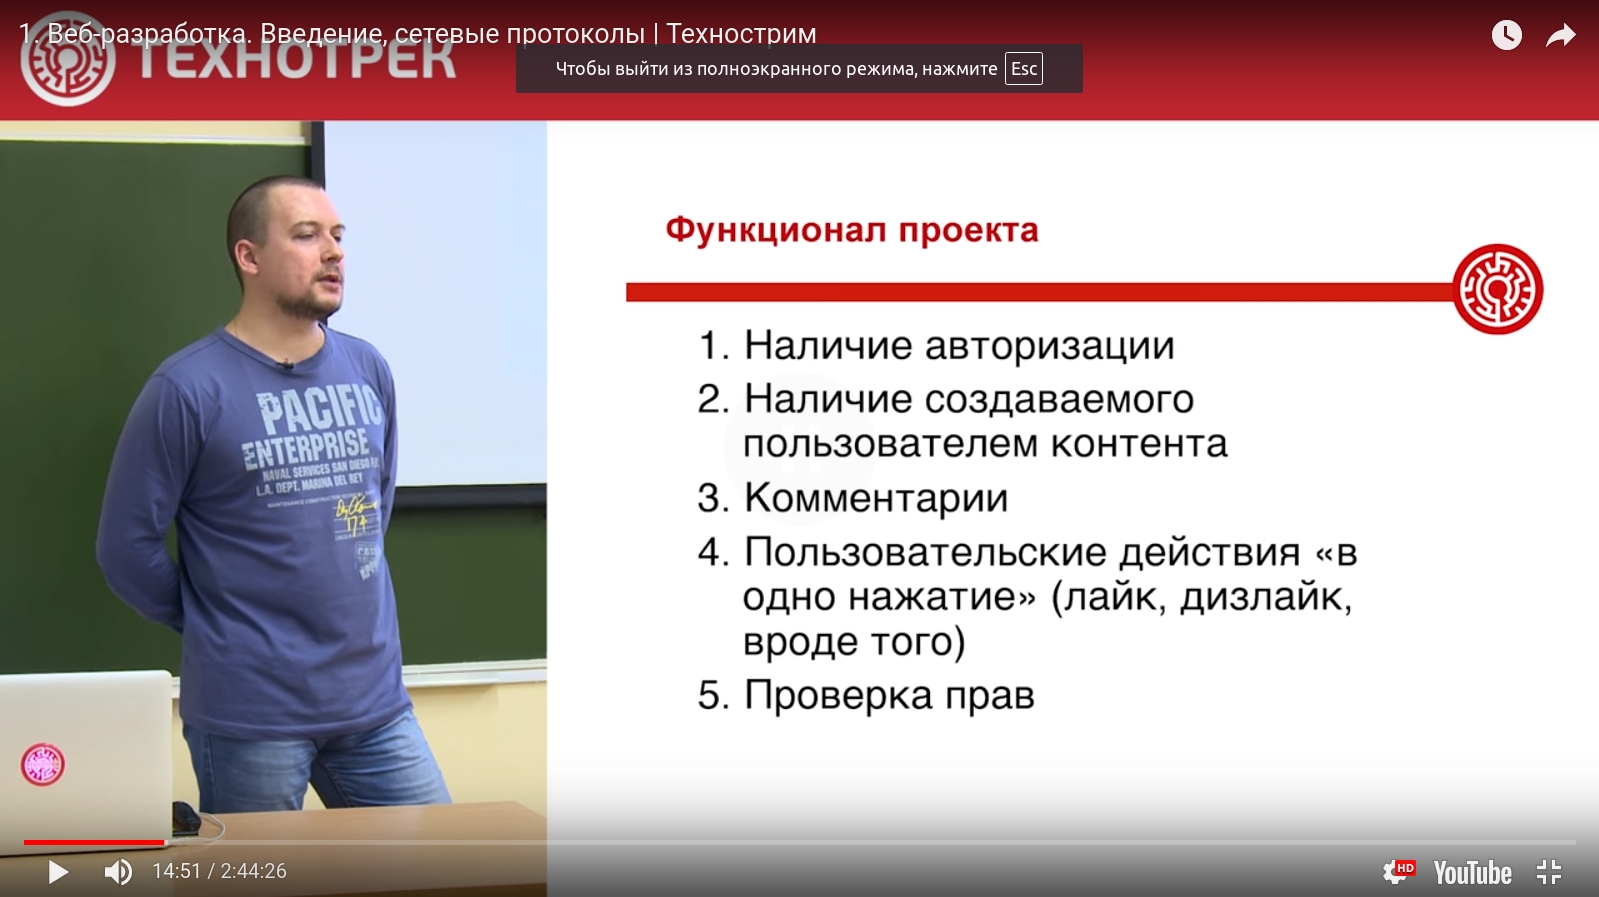 1. Веб-разработка. Введение, сетевые протоколы | Технострим
ТЕХНОТРЕК
Чтобы выйти из полноэкранного режима, нажмите Esc
PACIFIC
ENTERPRISE
NAVAL SERVICES SAN DIEGO
L.A. DEPT. MARINA DEL REY
Функционал проекта
1. Наличие авторизации
2. Наличие создаваемого
пользователем контента
3. Комментарии
4. Пользовательские действия «в
одно нажатие» (лайк, дизлайк,
вроде того)
5. Проверка прав
14:51 / 2:44:26
HD
YouTube